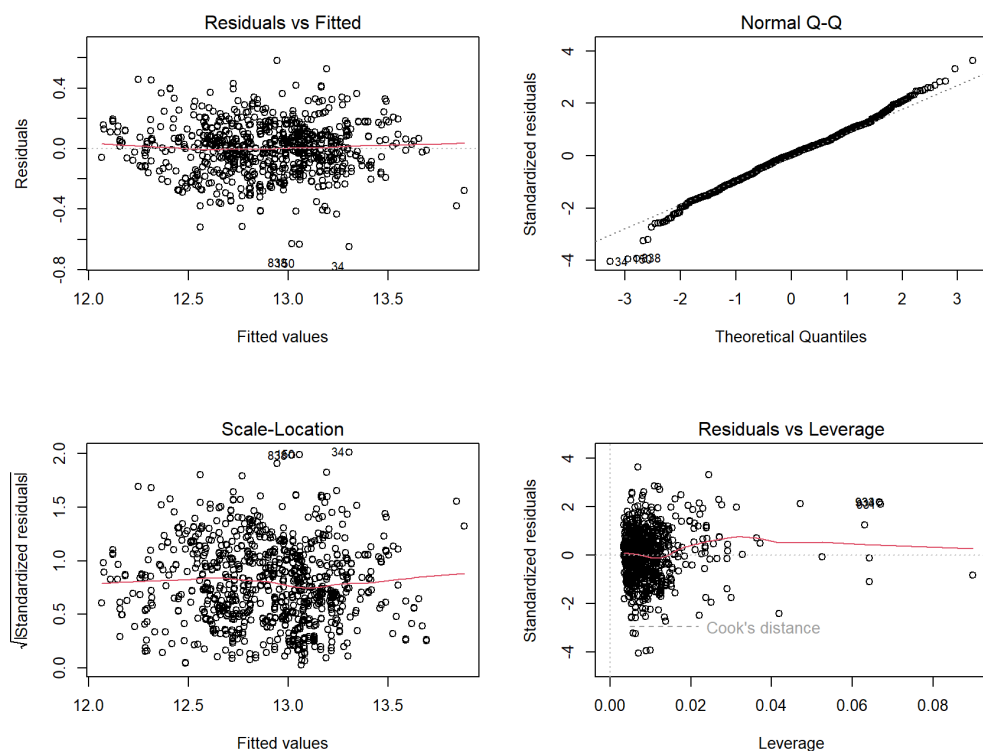 Residuals vs Fitted
Residuals
0.4
0.0
-0.4
-0.8
34
12.0 12.5 13.0 13.5
Fitted values
Normal Q-Q
Standardized residuals
4
2
0
-2
-4
34
838
-3 -2 -1 0 1 2 3
Theoretical Quantiles
Scale-Location
√|Standardized residuals|
2.0
1.5
1.0
0.5
0.0
34
12.0 12.5 13.0 13.5
Fitted values
Residuals vs Leverage
Standardized residuals
4
2
0
-2
-4
Cook's distance
0.00 0.02 0.04 0.06 0.08
Leverage